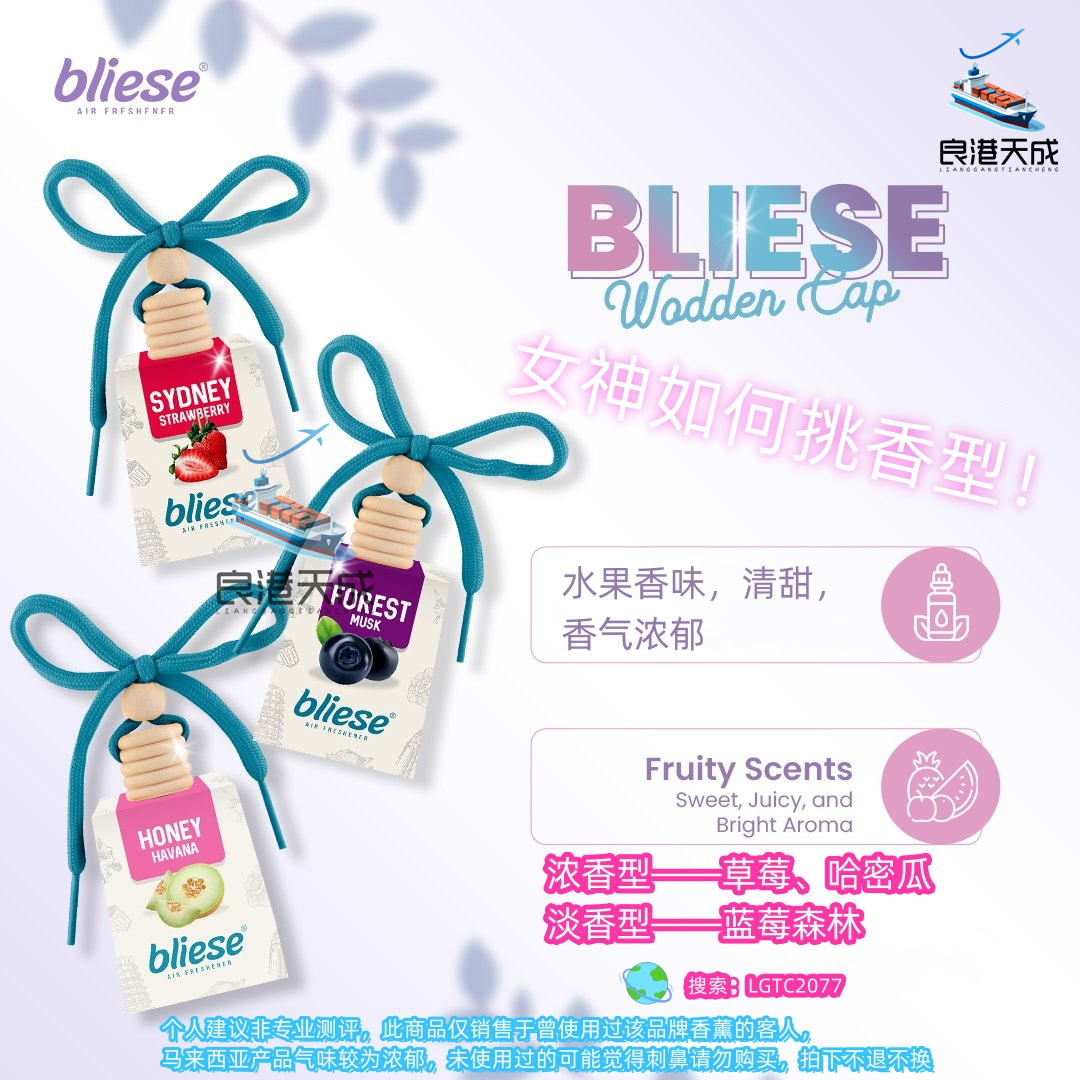 bliese®
AIR FRESHENER
良港天成
LIANGGANGTIANCHENG
BLIESE
Wodden Cap
女神如何挑香型！
SYDNEY
STRAWBERRY
bliese
AIR FRESHENER
良港天成
LIANGGANGTIANCHENG
FOREST
MUSK
bliese®
AIR FRESHENER
HONEY
HAVANA
bliese®
AIR FRESHENER
水果香味，清甜，
香气浓郁
Fruity Scents
Sweet, Juicy, and
Bright Aroma
浓香型——草莓、哈密瓜
淡香型——蓝莓森林
搜索：LGTC2077
个人建议非专业测评，此商品仅销售于曾使用过该品牌香薰的客人，
马来西亚产品气味较为浓郁，未使用过的可能觉得刺鼻请勿购买，拍下不退不换